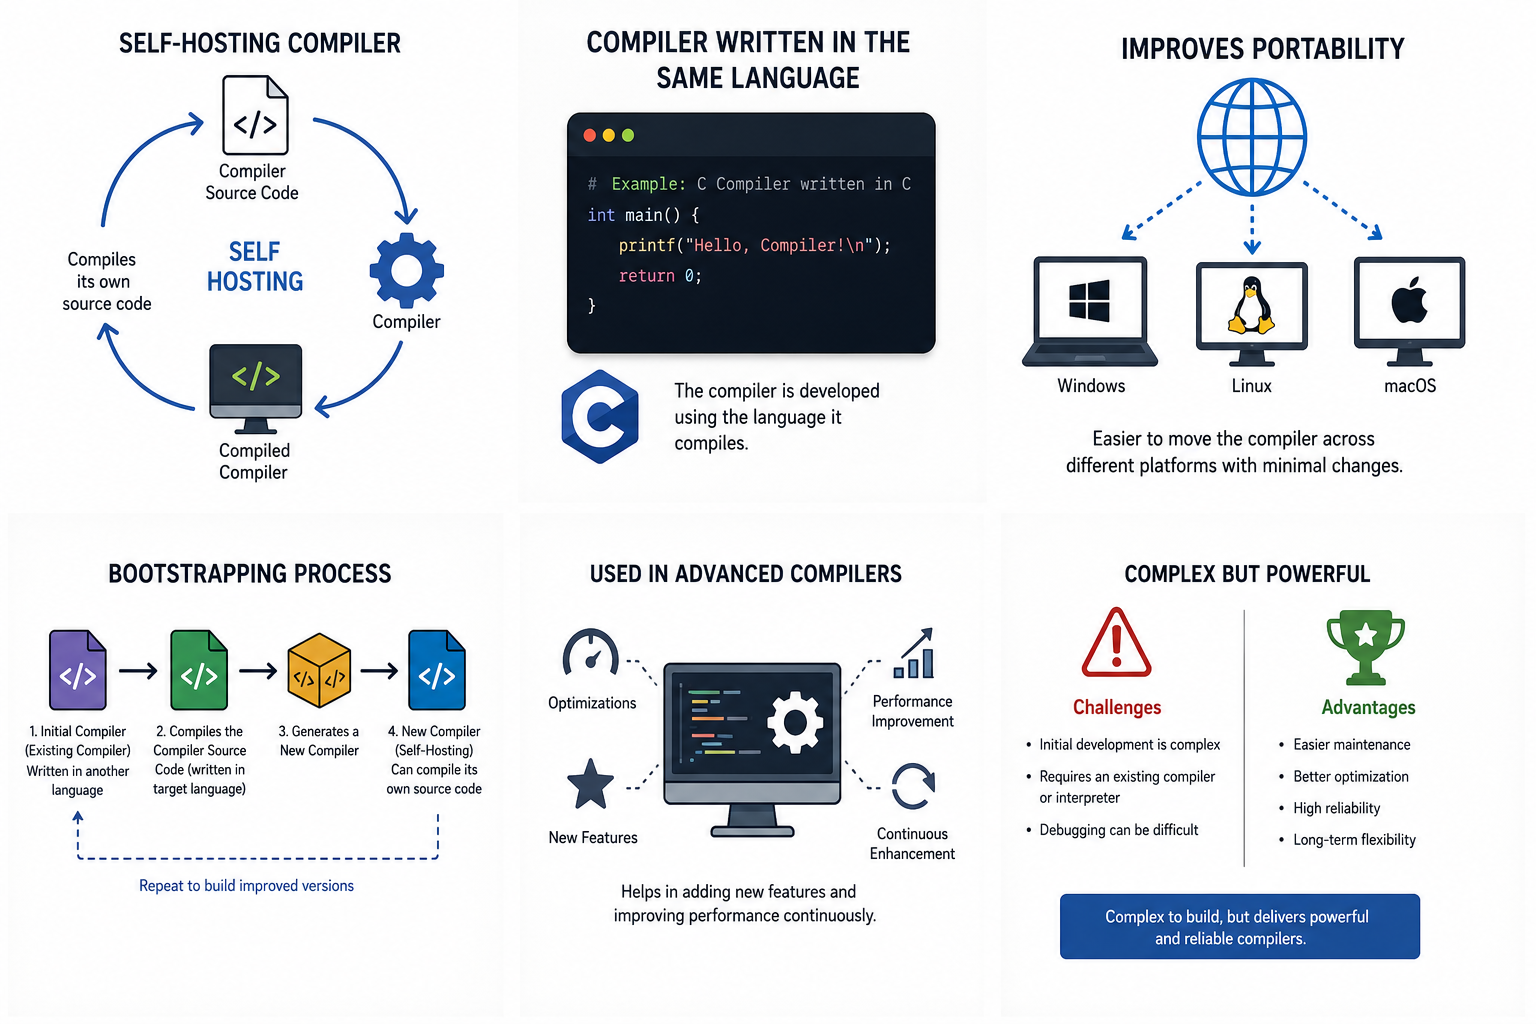 SELF-HOSTING COMPILER
</>
Compiler
Source Code
Compiler
</>
Compiled
Compiler
Compiles
its own
source code
SELF
HOSTING
COMPILER WRITTEN IN THE
SAME LANGUAGE
# Example: C Compiler written in C
int main() {
printf("Hello, Compiler!\n");
return 0;
}
C
The compiler is developed
using the language it
compiles.
IMPROVES PORTABILITY
Windows
Linux
macOS
Easier to move the compiler across
different platforms with minimal changes.
BOOTSTRAPPING PROCESS
</>
</>
</>
</>
</>
1. Initial Compiler
(Existing Compiler)
Written in another
language
2. Compiles the
Compiler Source
Code (written in
target language)
3. Generates a
New Compiler
4. New Compiler
(Self-Hosting)
Can compile its
own source code
Repeat to build improved versions
USED IN ADVANCED COMPILERS
Optimizations
Performance
Improvement
New Features
Continuous
Enhancement
Helps in adding new features and
improving performance continuously.
COMPLEX BUT POWERFUL
Challenges
• Initial development is complex
• Requires an existing compiler
or interpreter
• Debugging can be difficult
Advantages
• Easier maintenance
• Better optimization
• High reliability
• Long-term flexibility
Complex to build, but delivers powerful
and reliable compilers.